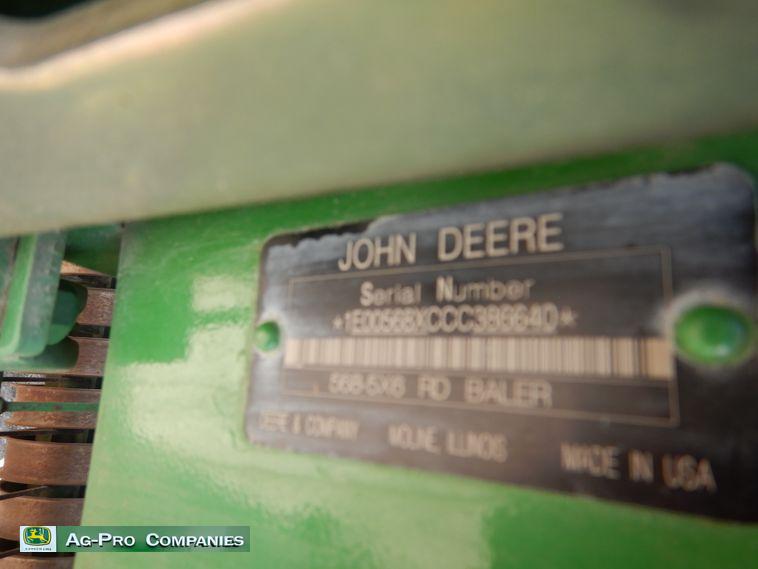 JOHN DEERE
Serial Number
568-5X6 RD BALER
DEERE & COMPANY MOLINE, ILLINOIS MADE IN USA
AG-PRO COMPANIES